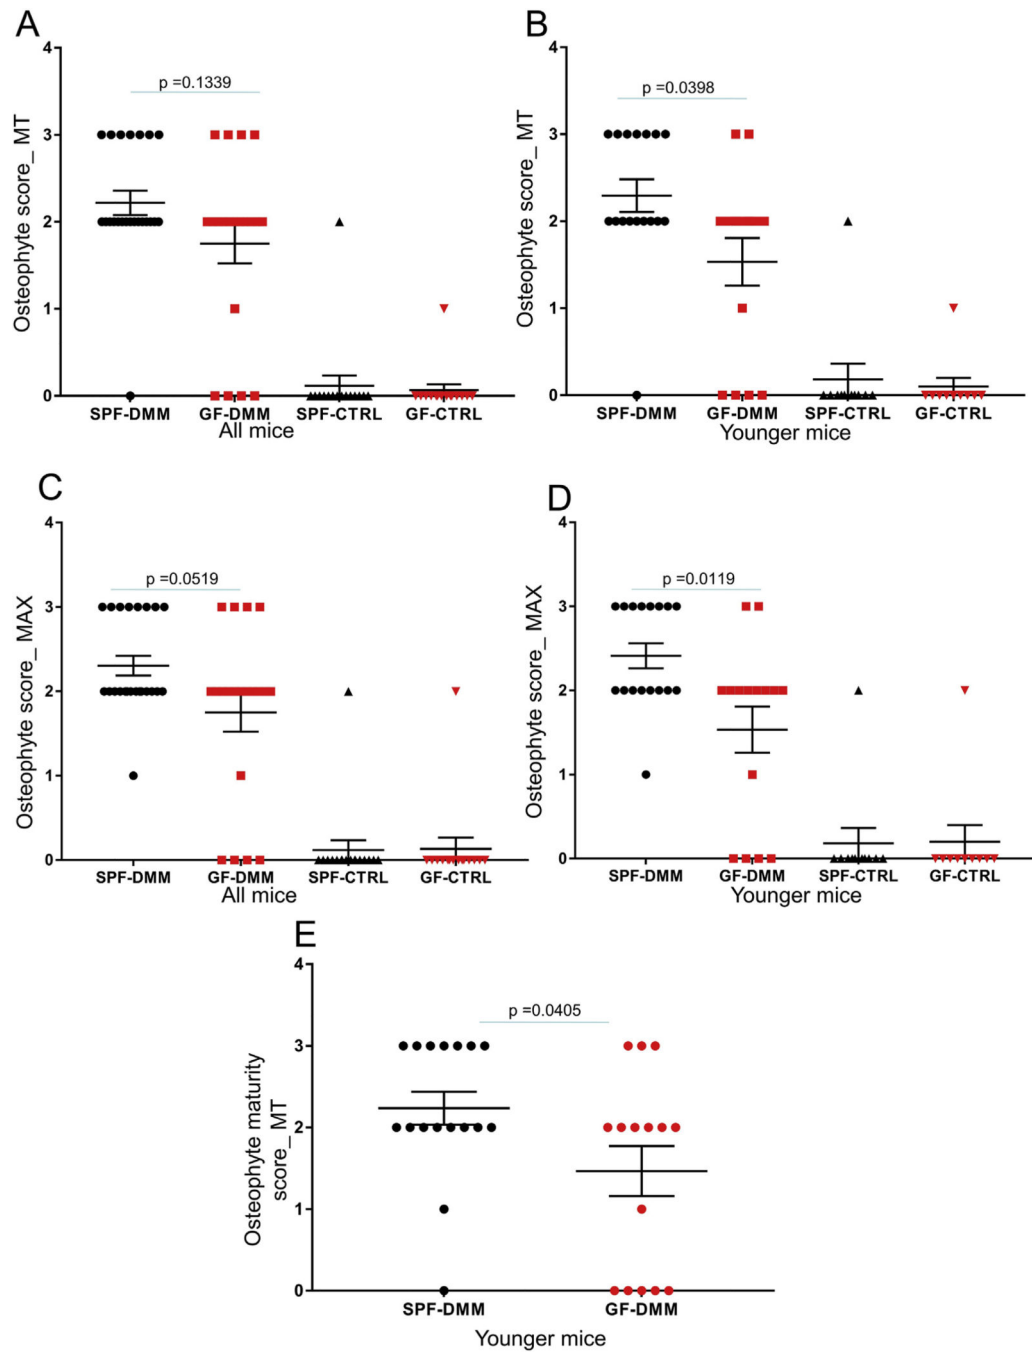 A
Osteophyte score_ MT
4
3
2
1
0
p =0.1339
SPF-DMM GF-DMM SPF-CTRL GF-CTRL
All mice
B
Osteophyte score_ MT
4
3
2
1
0
p =0.0398
SPF-DMM GF-DMM SPF-CTRL GF-CTRL
Younger mice
C
Osteophyte score_ MAX
4
3
2
1
0
p =0.0519
SPF-DMM GF-DMM SPF-CTRL GF-CTRL
All mice
D
Osteophyte score_ MAX
4
3
2
1
0
p =0.0119
SPF-DMM GF-DMM SPF-CTRL GF-CTRL
Younger mice
E
Osteophyte maturity
score_ MT
4
3
2
1
0
p =0.0405
SPF-DMM GF-DMM
Younger mice